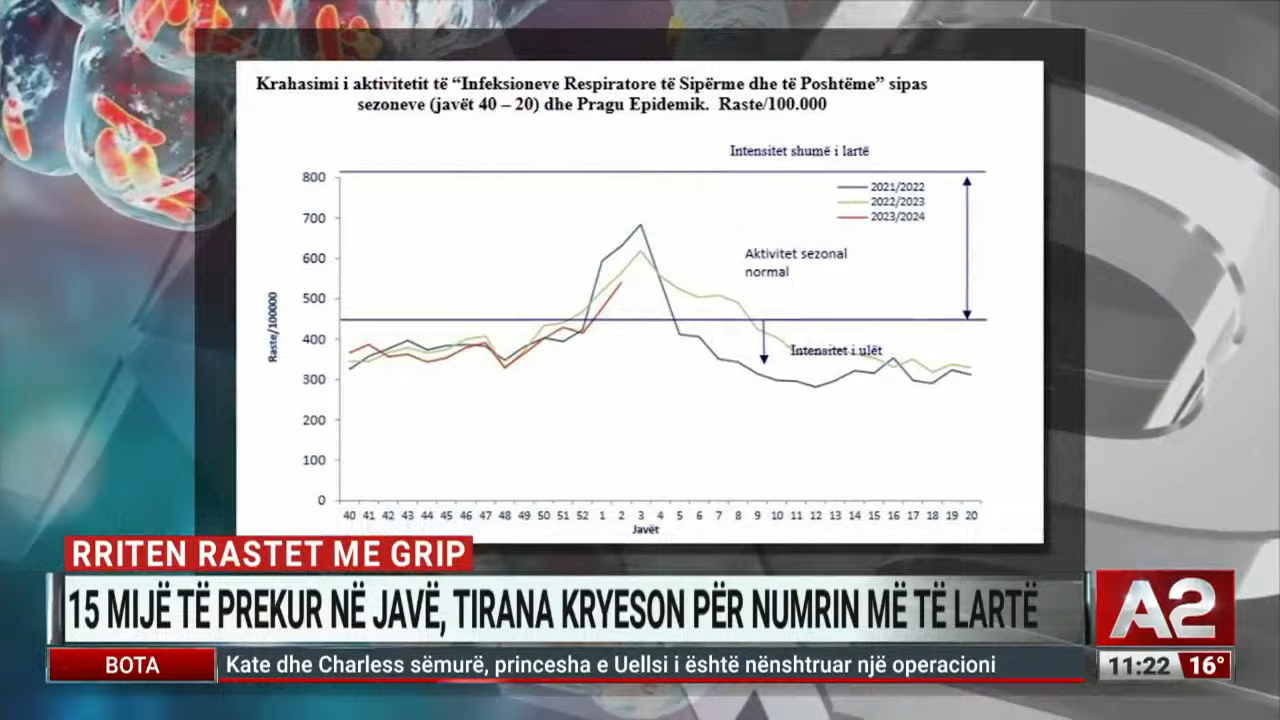 Krahasimi i aktivitetit të “Infeksioneve Respiratore të Sipërme dhe të Poshtëme” sipas
sezoneve (javët 40 – 20) dhe Pragu Epidemik. Raste/100.000
Intensitet shumë i lartë
800
700
600
500
400
300
200
100
0
Raste/100000
2021/2022
2022/2023
2023/2024
Aktivitet sezonal
normal
Intensitet i ulët
40 41 42 43 44 45 46 47 48 49 50 51 52 1 2 3 4 5 6 7 8 9 10 11 12 13 14 15 16 17 18 19 20
Javët
RRITEN RASTET ME GRIP
15 MIJË TË PREKUR NË JAVË, TIRANA KRYESON PËR NUMRIN MË TË LARTË
A2
BOTA Kate dhe Charless sëmurë, princesha e Uellsi i është nënshtruar një operacioni
11:22 16°